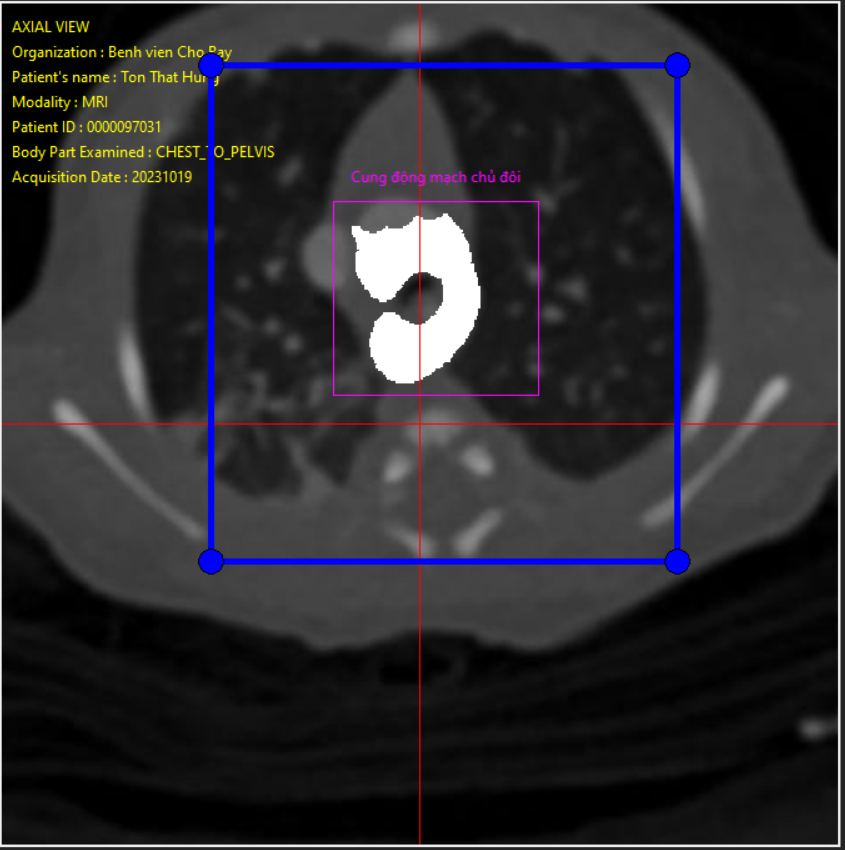 AXIAL VIEW
Organization : Benh vien Cho Ray
Patient's name : Ton That Hung
Modality : MRI
Patient ID : 0000097031
Body Part Examined : CHEST_TO_PELVIS
Acquisition Date : 20231019
Cung động mạch chủ đôi